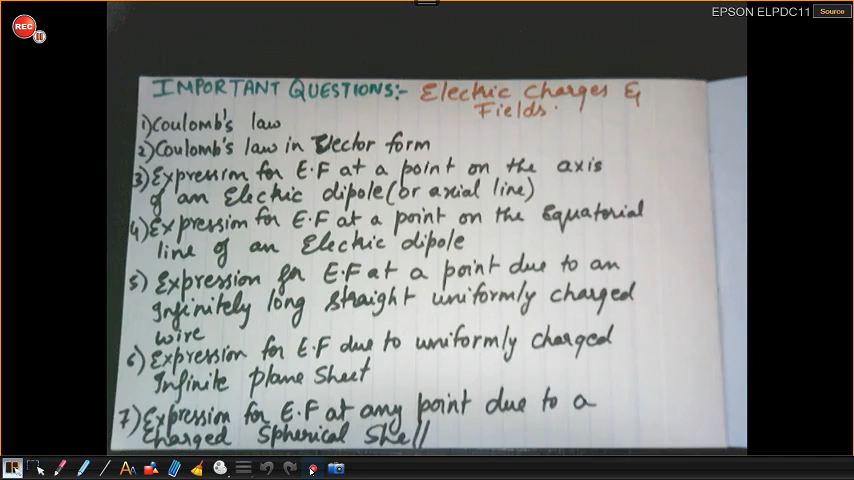 EPSON ELPDC11 Source
REC
IMPORTANT QUESTIONS:- Electric Charges &
Fields.
1) Coulomb's law
2) Coulomb's law in Vector form
3) Expression for E.F at a point on the axis
of an Electric dipole (or axial line)
4) Expression for E.F at a point on the Equatorial
line of an Electric dipole
5) Expression for E.F at a point due to an
Infinitely long straight uniformly charged
wire
6) Expression for E.F due to uniformly charged
Infinite plane Sheet
7) Expression for E.F at any point due to a
Charged Spherical Shell